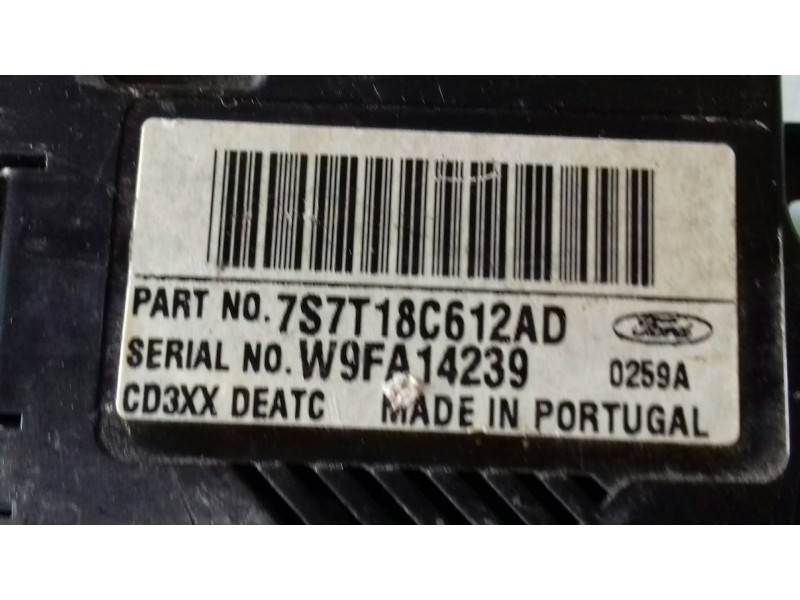 PART NO. 7S7T18C612AD
Ford
SERIAL NO. W9FA14239
0259A
CD3XX DEATC MADE IN PORTUGAL